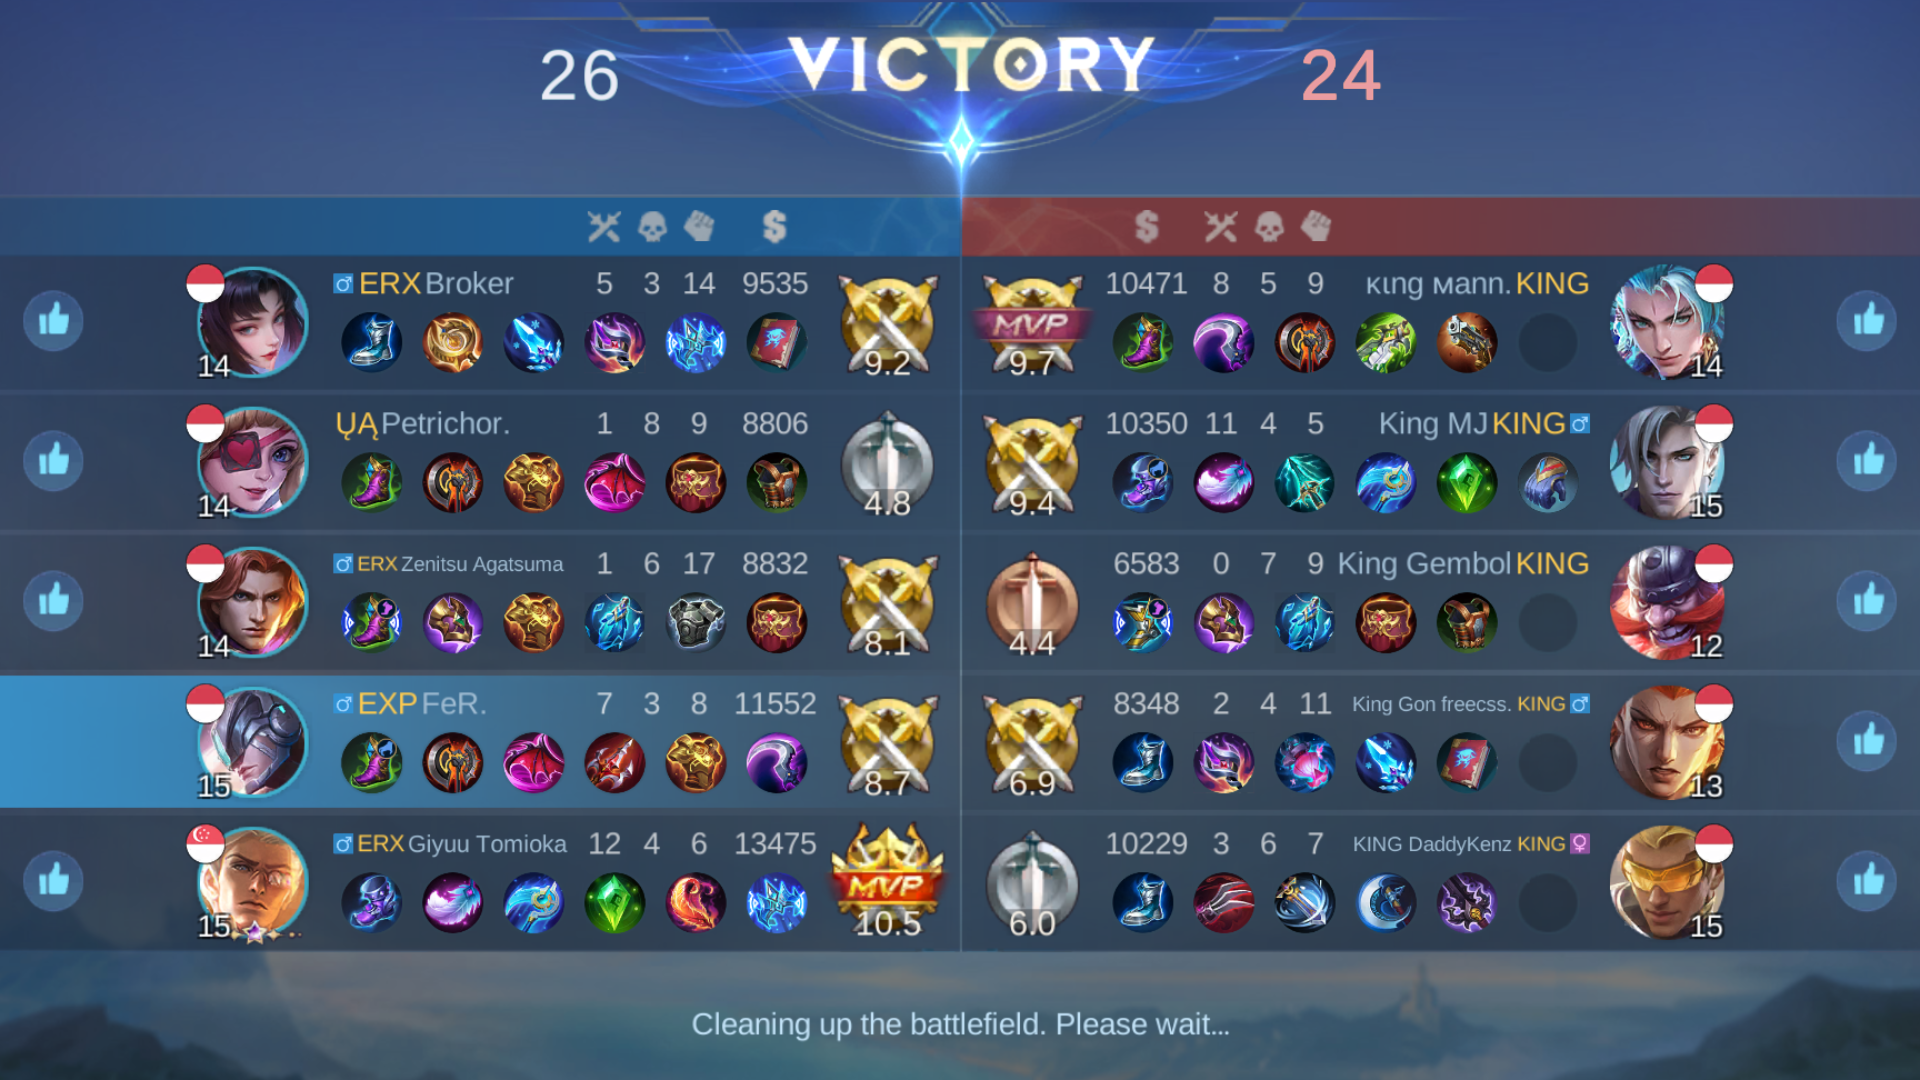 26 VICTORY 24
ERX Broker 5 3 14 9535
14 9.2
MVP 10471 8 5 9 κιng мann.KING
9.7 14
ŲĄPetrichor. 1 8 9 8806
14 4.8
10350 11 4 5 King MJ KING
9.4 15
ERX Zenitsu Agatsuma 1 6 17 8832
14 8.1
6583 0 7 9 King Gembol KING
4.4 12
EXP FeR. 7 3 8 11552
15 8.7
8348 2 4 11 King Gon freecss. KING
6.9 13
ERX Giyuu Tomioka 12 4 6 13475 MVP
15 10.5
10229 3 6 7 KING DaddyKenz KING
6.0 15
Cleaning up the battlefield. Please wait...